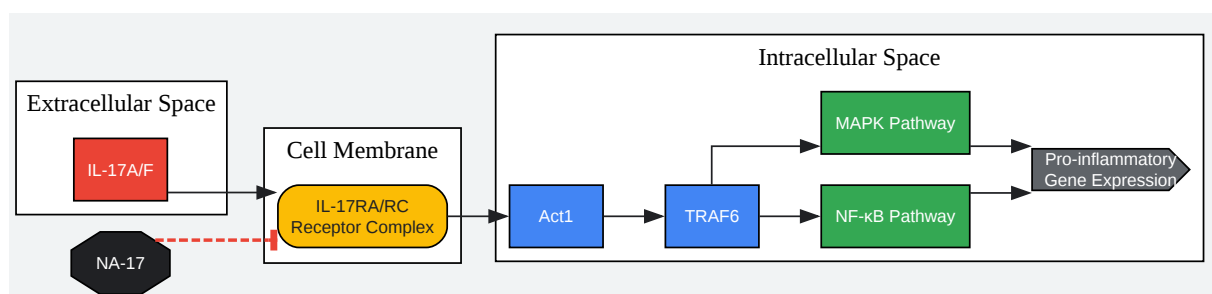 Extracellular Space
IL-17A/F
NA-17
Cell Membrane
IL-17RA/RC
Receptor Complex
Intracellular Space
Act1
TRAF6
MAPK Pathway
NF-κB Pathway
Pro-inflammatory
Gene Expression